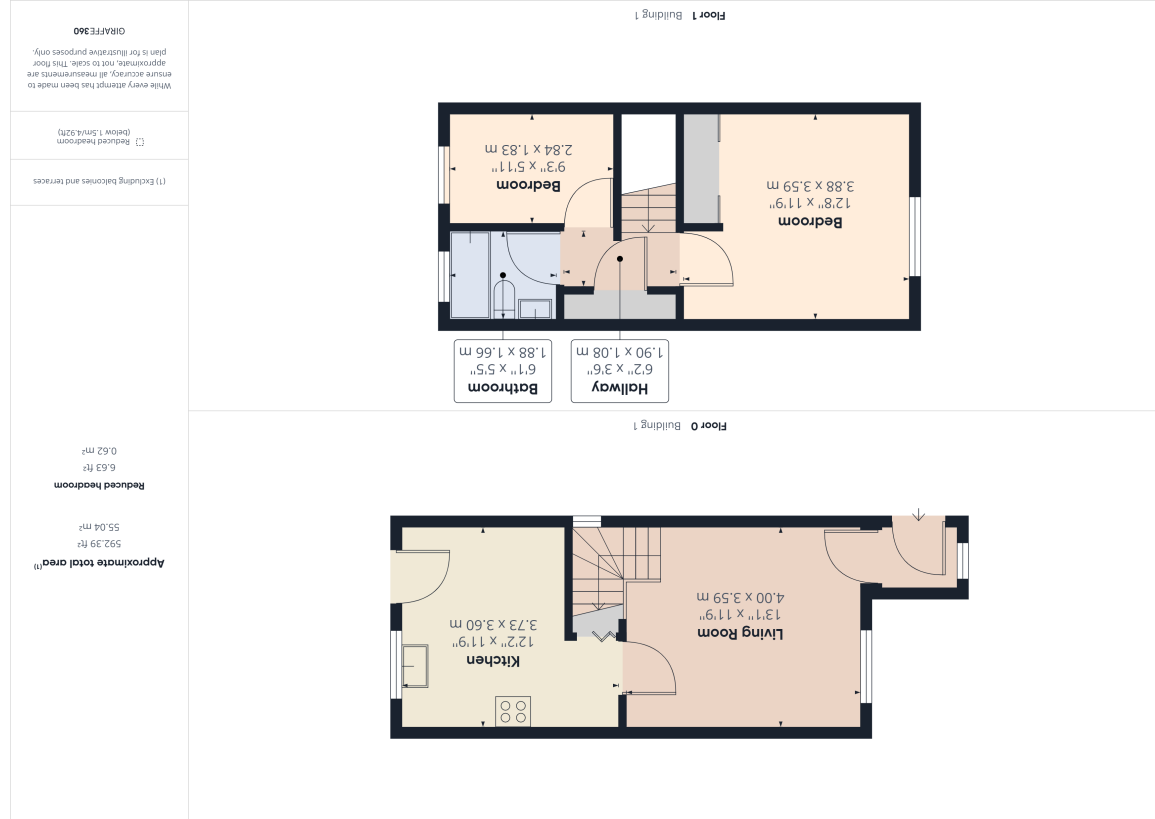 Living Room
13'1" x 11'9"
4.00 x 3.59 m
Kitchen
12'2" x 11'9"
3.73 x 3.60 m
Floor 0 Building 1
Hallway
6'2" x 3'6"
1.90 x 1.08 m
Bathroom
6'1" x 5'5"
1.88 x 1.66 m
Bedroom
12'8" x 11'9"
3.88 x 3.59 m
Bedroom
9'3" x 5'11"
2.84 x 1.83 m
Floor 1 Building 1
Approximate total area(1)
592.39 ft²
55.04 m²
Reduced headroom
6.63 ft²
0.62 m²
(1) Excluding balconies and terraces
Reduced headroom
(below 1.5m/4.92ft)
While every attempt has been made to
ensure accuracy, all measurements are
approximate, not to scale. This floor
plan is for illustrative purposes only.
GIRAFFE360